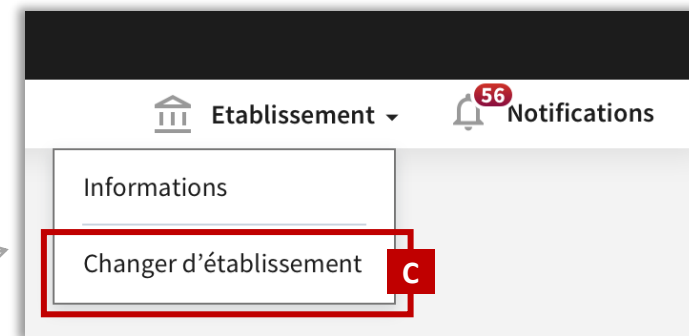 Etablissement
56
Notifications
Informations
Changer d’établissement
C